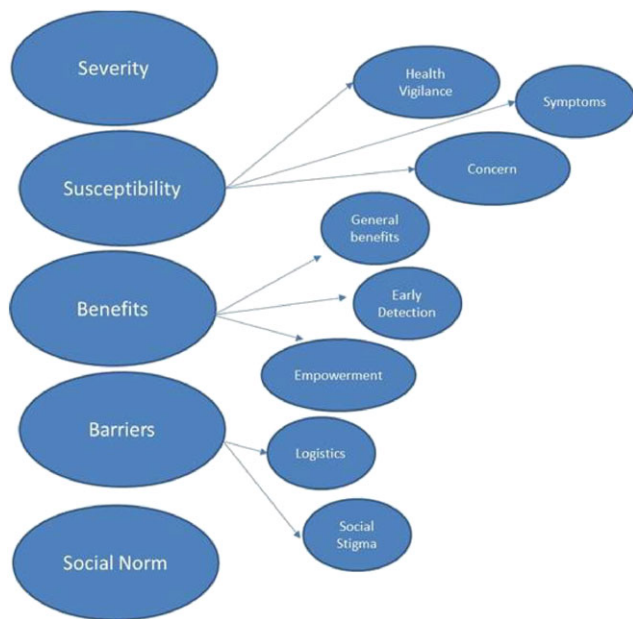 Severity
Health
Vigilance
Symptoms
Susceptibility
Concern
General
benefits
Benefits
Early
Detection
Empowerment
Barriers
Logistics
Social
Stigma
Social Norm